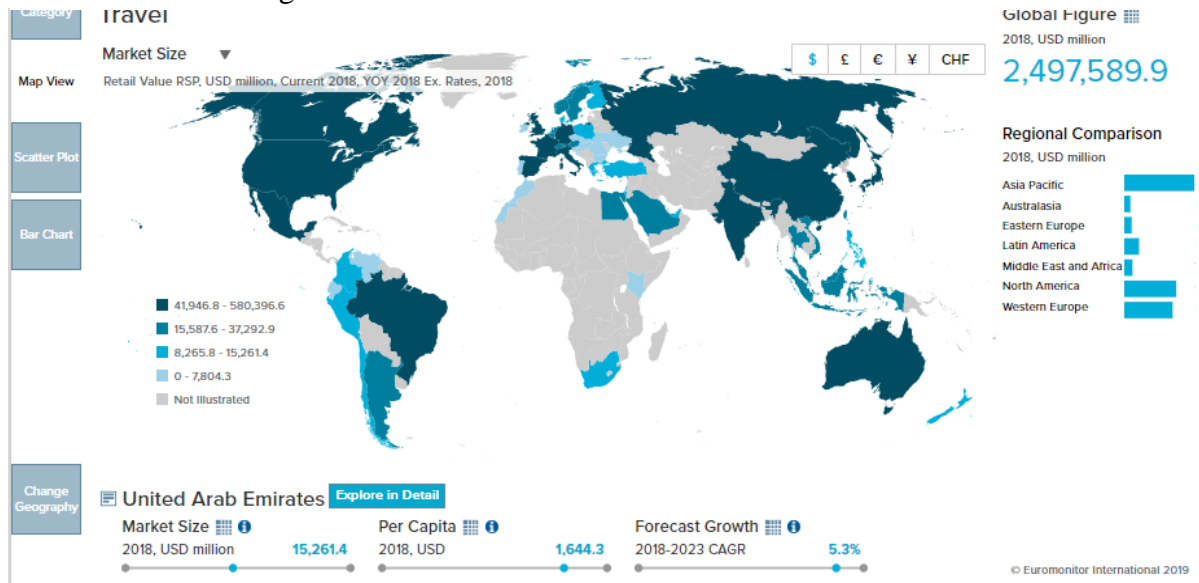 Category
Travel
Global Figure
Market Size
2018, USD million
Map View
Retail Value RSP, USD million, Current 2018, YOY 2018 Ex. Rates, 2018
$ £ € ¥ CHF
2,497,589.9
Scatter Plot
Regional Comparison
2018, USD million
Asia Pacific
Australasia
Bar Chart
Eastern Europe
Latin America
Middle East and Africa
North America
Western Europe
41,946.8 - 580,396.6
15,587.6 - 37,292.9
8,265.8 - 15,261.4
0 - 7,804.3
Not Illustrated
Change
Geography
United Arab Emirates Explore in Detail
Market Size
2018, USD million 15,261.4
Per Capita
2018, USD 1,644.3
Forecast Growth
2018-2023 CAGR 5.3%
© Euromonitor International 2019